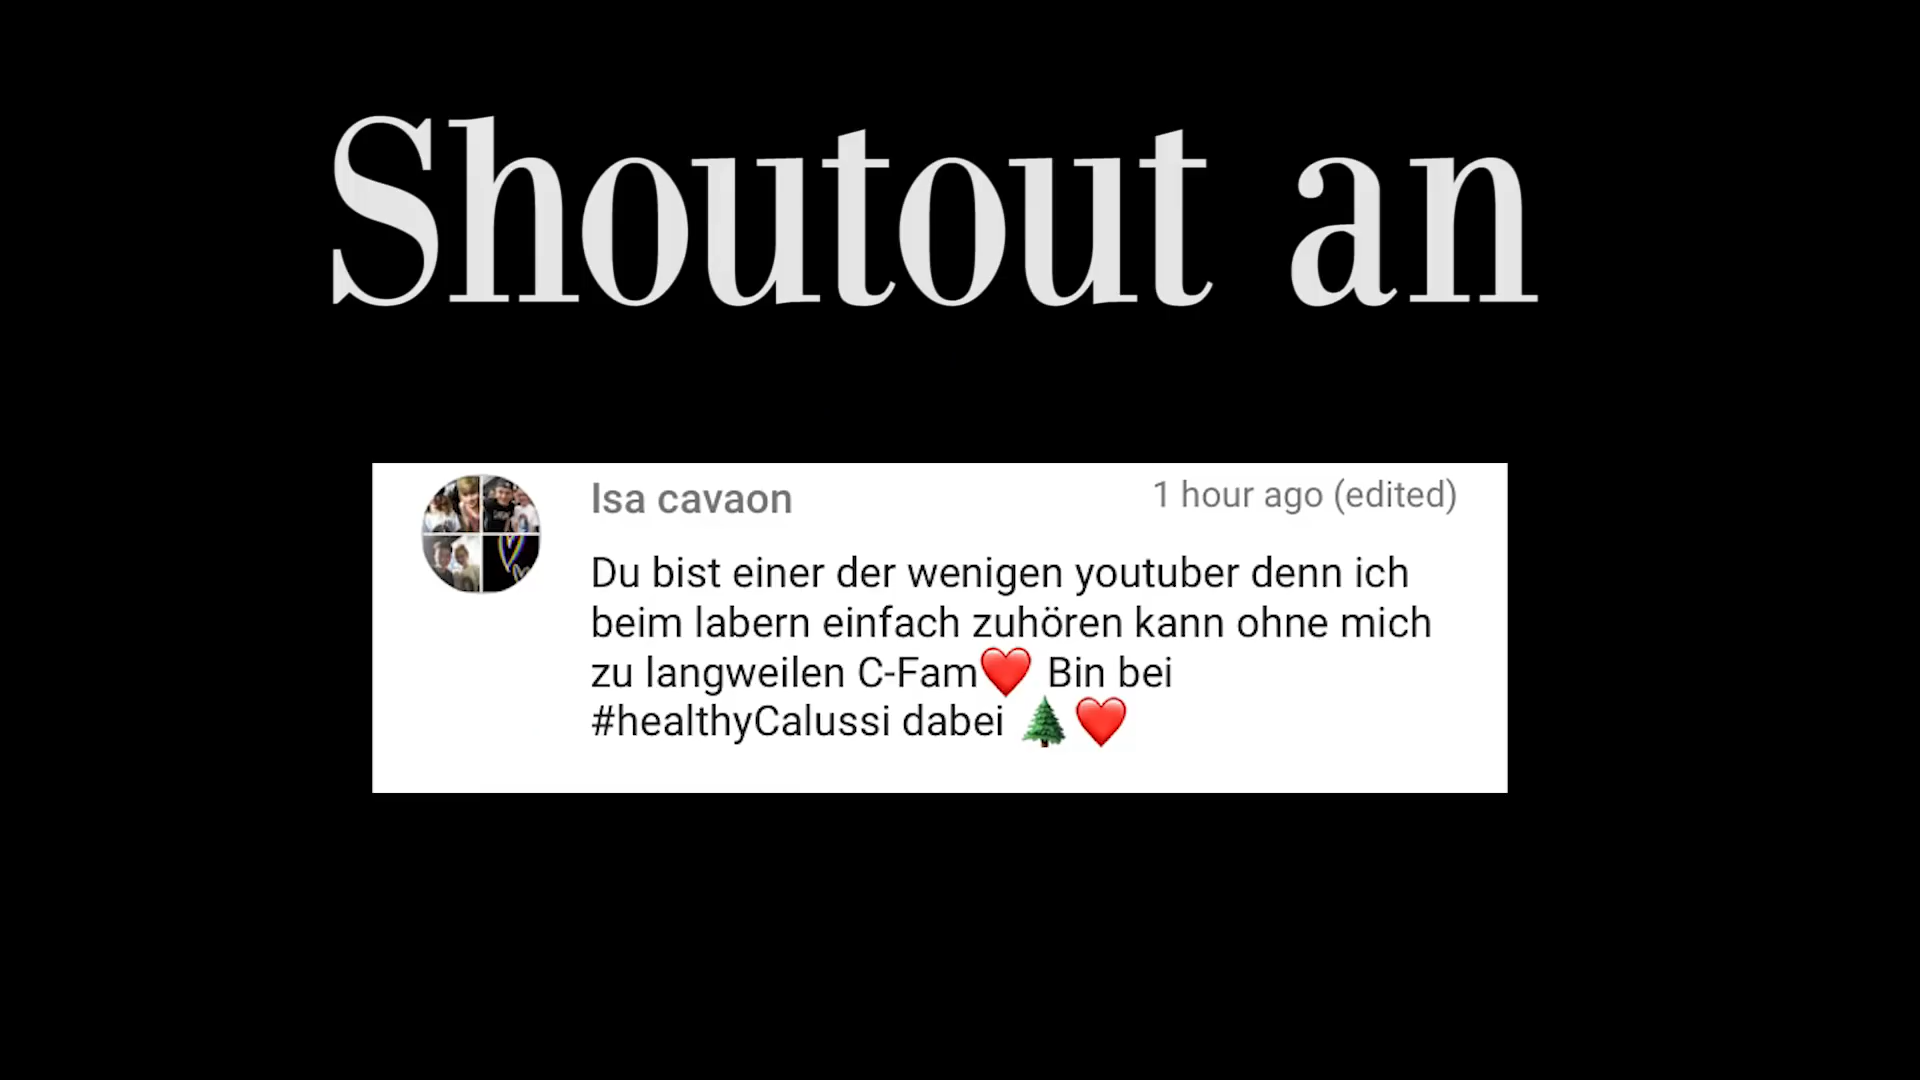 Shoutout an
Isa cavaon
1 hour ago (edited)
Du bist einer der wenigen youtuber denn ich
beim labern einfach zuhören kann ohne mich
zu langweilen C-Fam❤️ Bin bei
#healthyCalussi dabei 🌲❤️